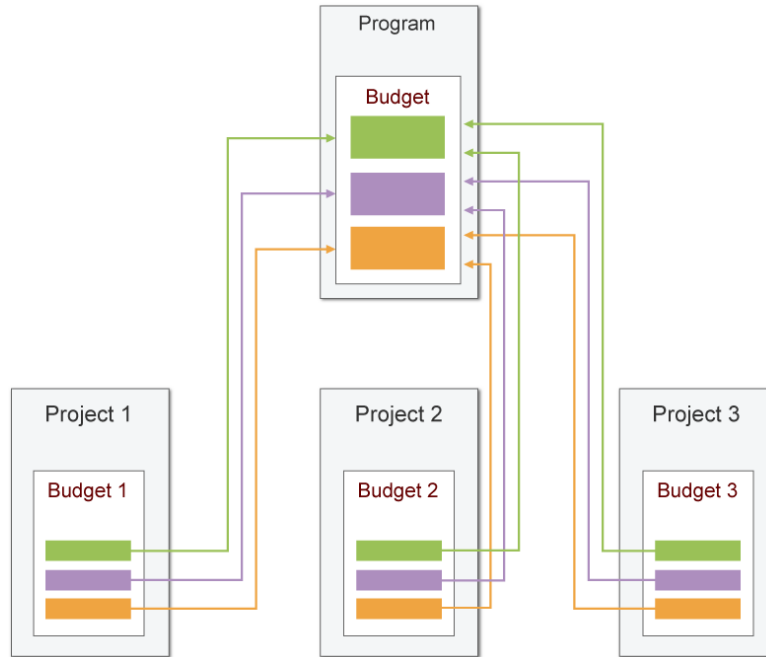 Program
Budget
Project 1
Project 2
Project 3
Budget 1
Budget 2
Budget 3